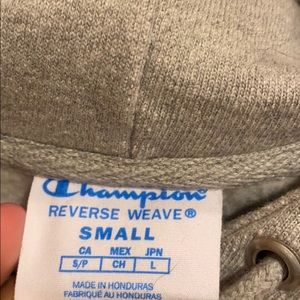 Champion
REVERSE WEAVE®
SMALL
CA MEX JPN
S/P CH L
MADE IN HONDURAS
FABRIQUÉ AU HONDURAS